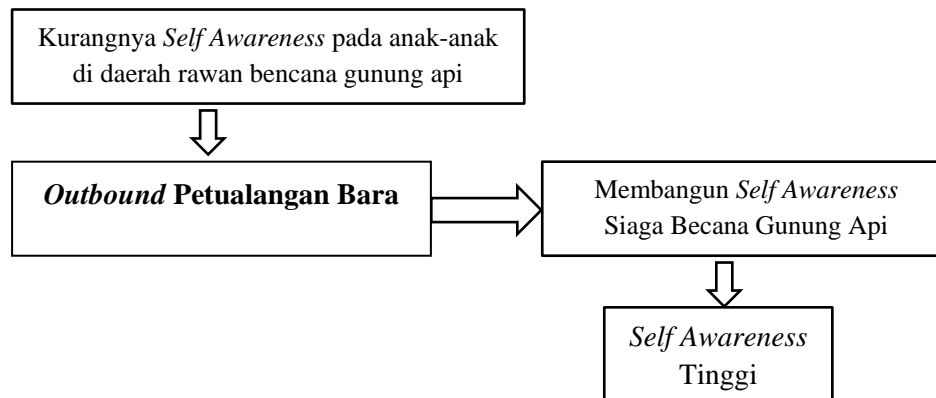 Kurangnya Self Awareness pada anak-anak
di daerah rawan bencana gunung api
Outbound Petualangan Bara
Membangun Self Awareness
Siaga Becana Gunung Api
Self Awareness
Tinggi